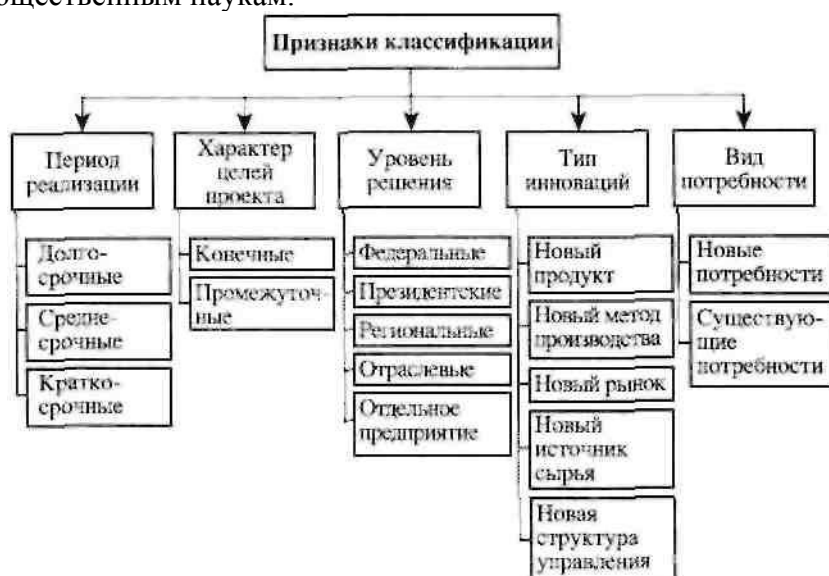 общественным наукам:
Признаки классификации
Период
реализации
Долго-
срочные
Средне-
срочные
Кратко-
срочные
Характер
целей
проекта
Конечные
Промежуточ-
ные
Уровень
решения
Федеральные
Президентские
Региональные
Отраслевые
Отдельное
предприятие
Тип
инноваций
Новый
продукт
Новый метод
производства
Новый рынок
Новый
источник
сырья
Новая
структура
управления
Вид
потребности
Новые
потребности
Существую-
щие
потребности